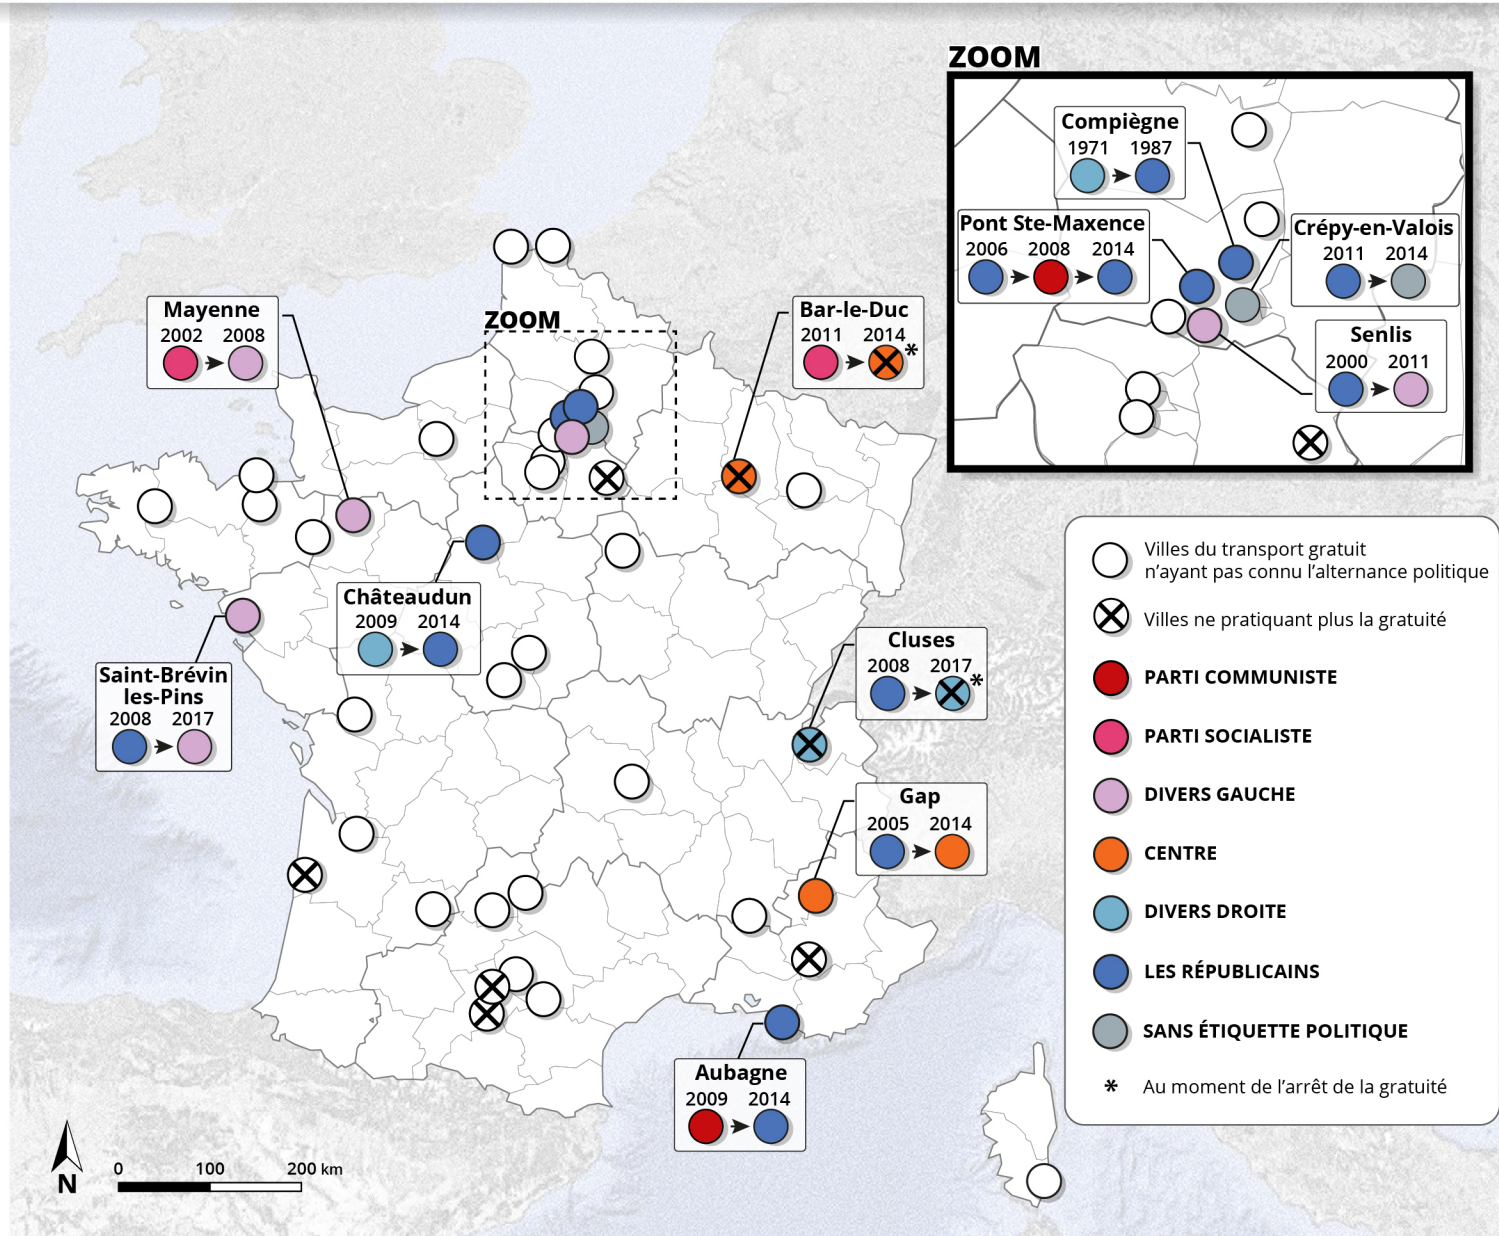 ZOOM
Compiègne
1971 1987
Pont Ste-Maxence
2006 2008 2014
Crépy-en-Valois
2011 2014
Senlis
2000 2011
Mayenne
2002 2008
ZOOM
Bar-le-Duc
2011 2014
*
Châteaudun
2009 2014
Saint-Brévin
les-Pins
2008 2017
Cluses
2008 2017
*
Gap
2005 2014
Aubagne
2009 2014
Villes du transport gratuit
n'ayant pas connu l'alternance politique
Villes ne pratiquant plus la gratuité
PARTI COMMUNISTE
PARTI SOCIALISTE
DIVERS GAUCHE
CENTRE
DIVERS DROITE
LES RÉPUBLICAINS
SANS ÉTIQUETTE POLITIQUE
* Au moment de l'arrêt de la gratuité
N
0 100 200 km